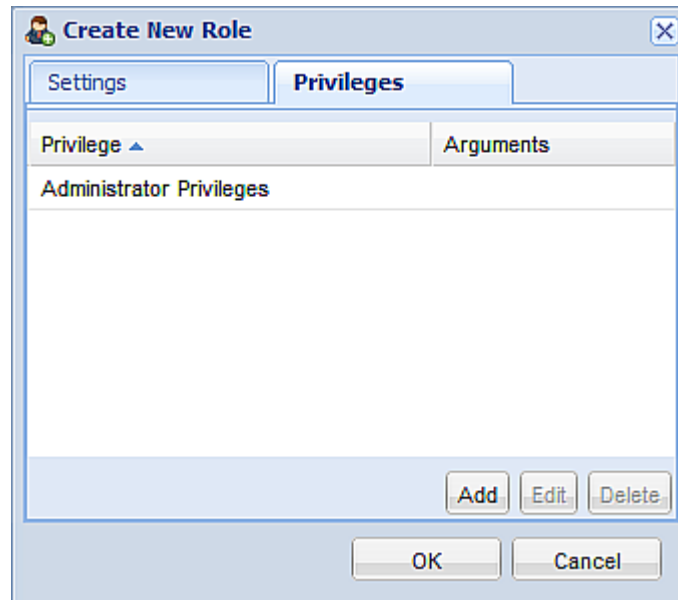 Create New Role
Settings Privileges
Privilege Arguments
Administrator Privileges
Add Edit Delete
OK Cancel